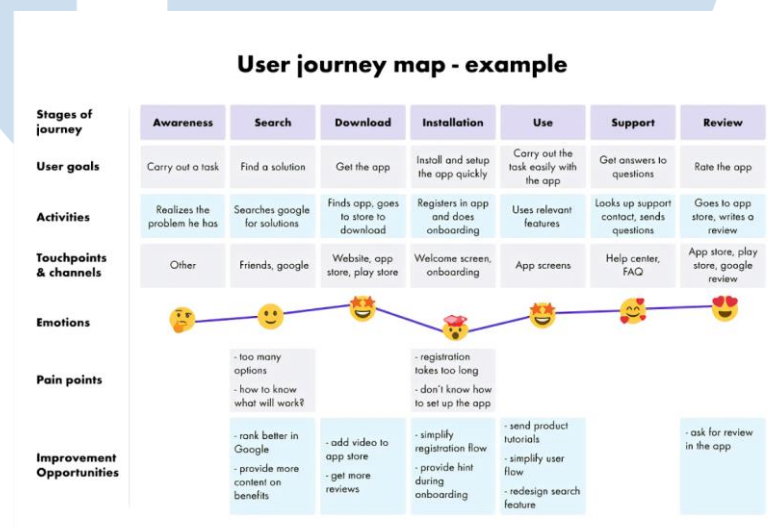 User journey map - example
Stages of
journey
Awareness
Search
Download
Installation
Use
Support
Review
User goals
Carry out a task
Find a solution
Get the app
Install and setup
the app quickly
Carry out the
task easily with
the app
Get answers to
questions
Rate the app
Activities
Realizes the
problem he has
Searches google
for solutions
Finds app, goes
to store to
download
Registers in app
and does
onboarding
Uses relevant
features
Looks up support
contact, sends
questions
Goes to app
store, writes a
review
Touchpoints
& channels
Other
Friends, google
Website, app
store, play store
Welcome screen,
onboarding
App screens
Help center,
FAQ
App store, play
store, google
review
Emotions
Pain points
- too many
options
- how to know
what will work?
- registration
takes too long
- don't know how
to set up the app
Improvement
Opportunities
- rank better in
Google
- provide more
content on
benefits
- add video to
app store
- get more
reviews
- simplify
registration flow
- provide hint
during
onboarding
- send product
tutorials
- simplify user
flow
- redesign search
feature
- ask for review
in the app